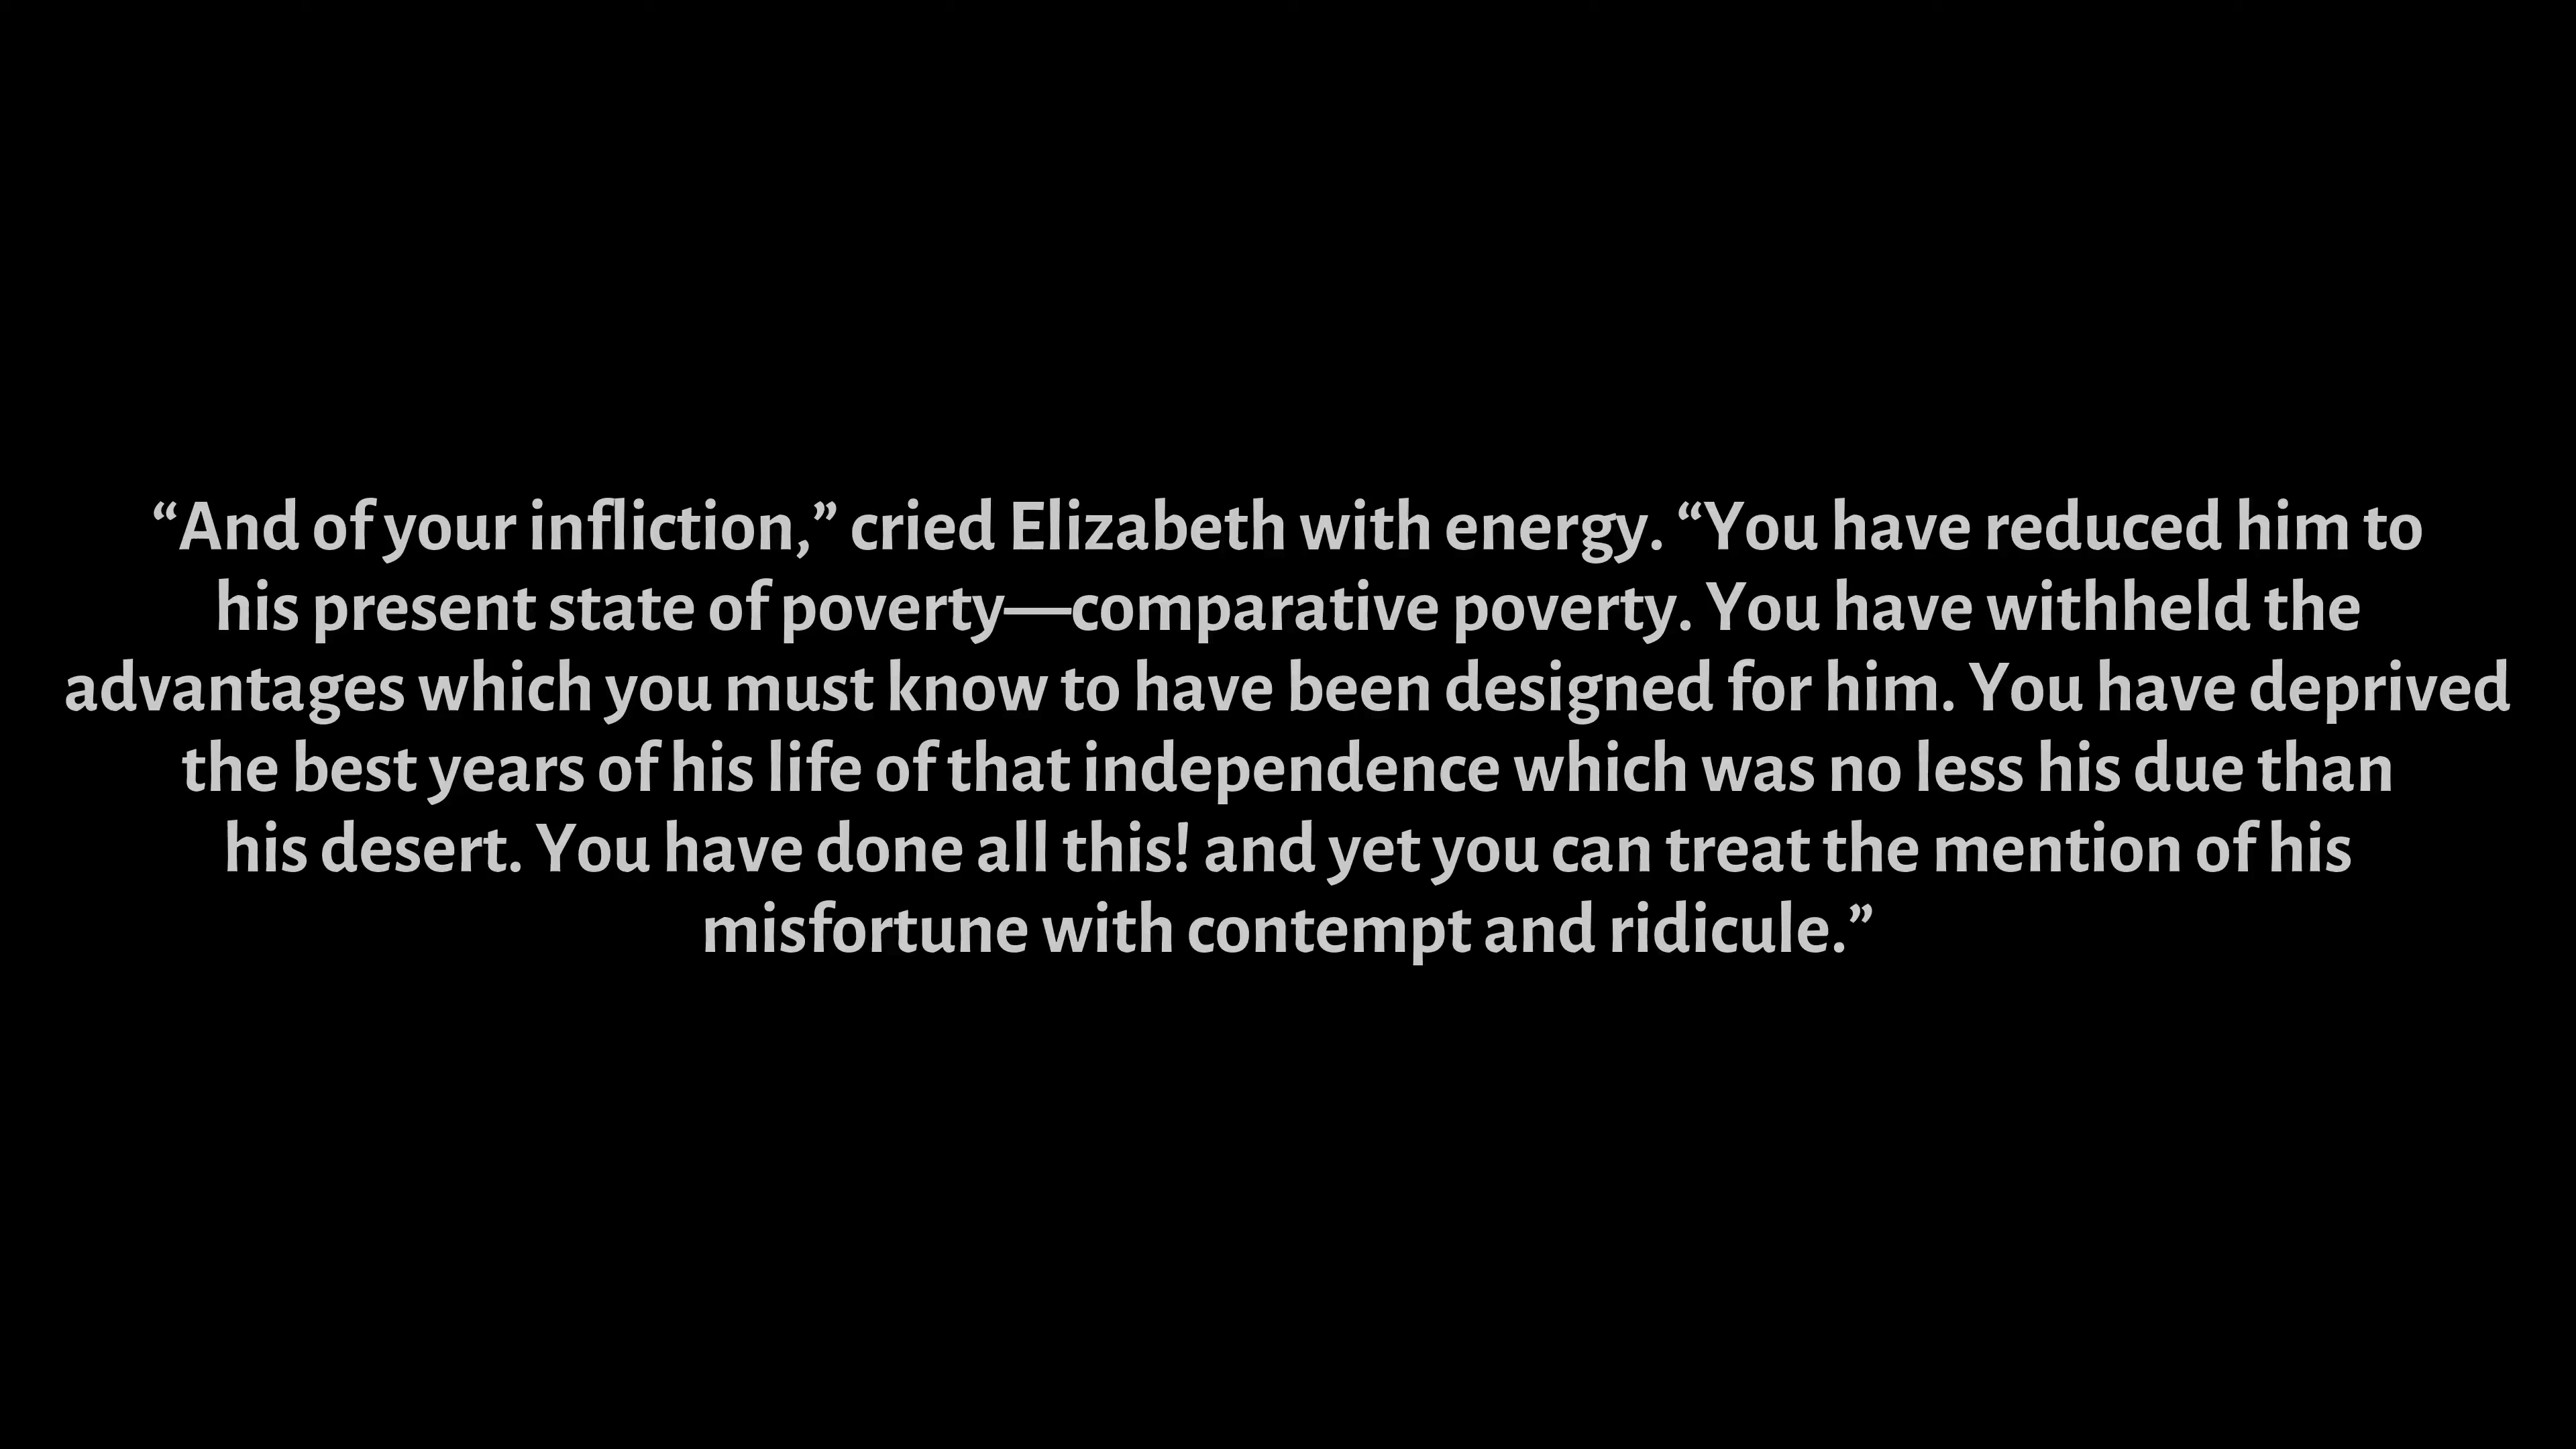 “And of your infliction,” cried Elizabeth with energy. “You have reduced him to
his present state of poverty—comparative poverty. You have withheld the
advantages which you must know to have been designed for him. You have deprived
the best years of his life of that independence which was no less his due than
his desert. You have done all this! and yet you can treat the mention of his
misfortune with contempt and ridicule.”